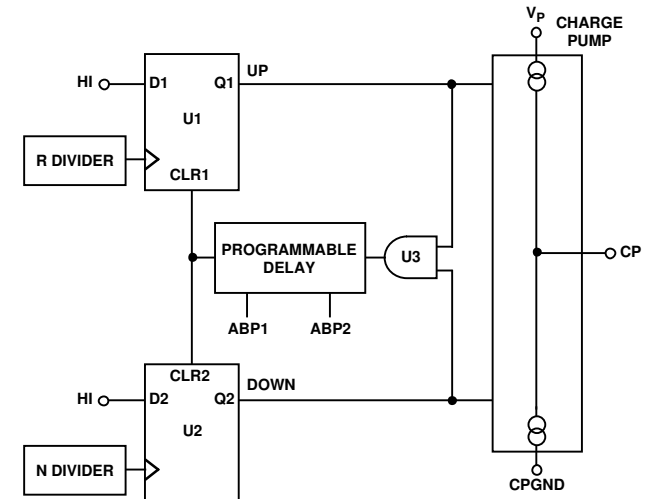 VP
CHARGE
PUMP
HI
D1
Q1
UP
U1
R DIVIDER
CLR1
PROGRAMMABLE
DELAY
U3
CP
ABP1
ABP2
CLR2
DOWN
HI
D2
Q2
U2
N DIVIDER
CPGND